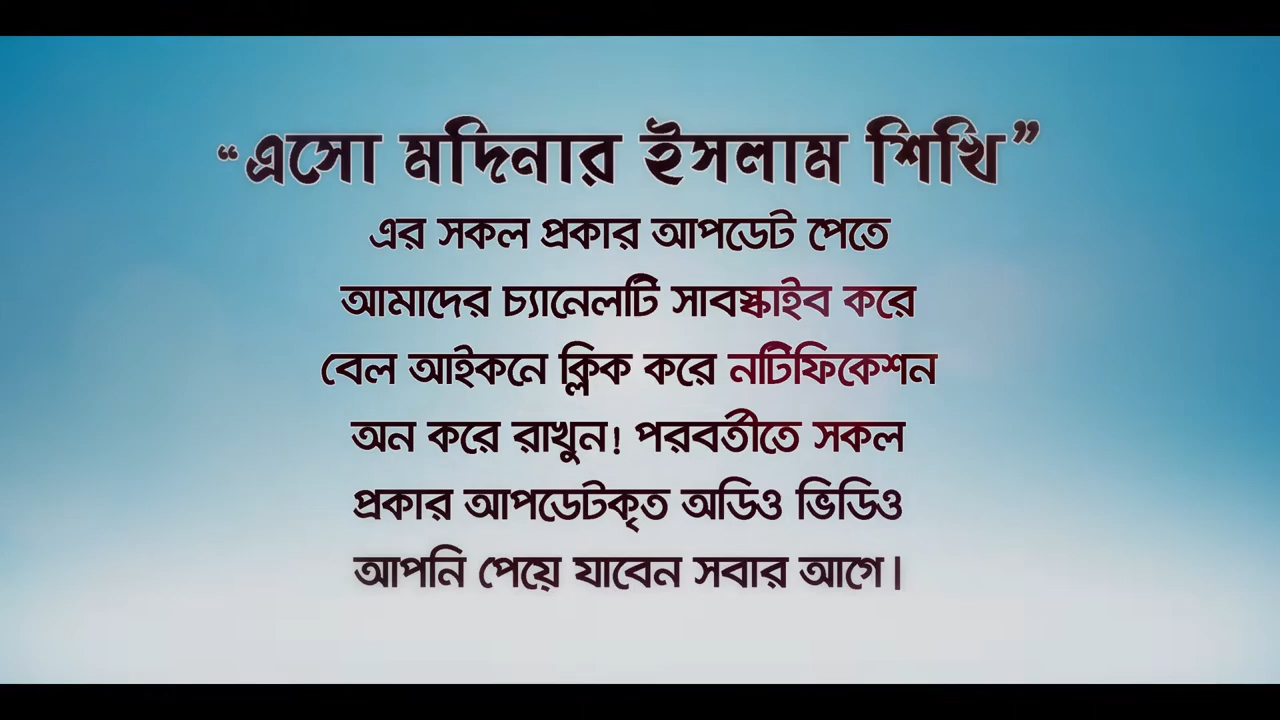 “এসো মদিনার ইসলাম শিখি”
এর সকল প্রকার আপডেট পেতে
আমাদের চ্যানেলটি সাবস্কাইব করে
বেল আইকনে ক্লিক করে নটিফিকেশন
অন করে রাখুন! পরবর্তীতে সকল
প্রকার আপডেটকৃত অডিও ভিডিও
আপনি পেয়ে যাবেন সবার আগে।